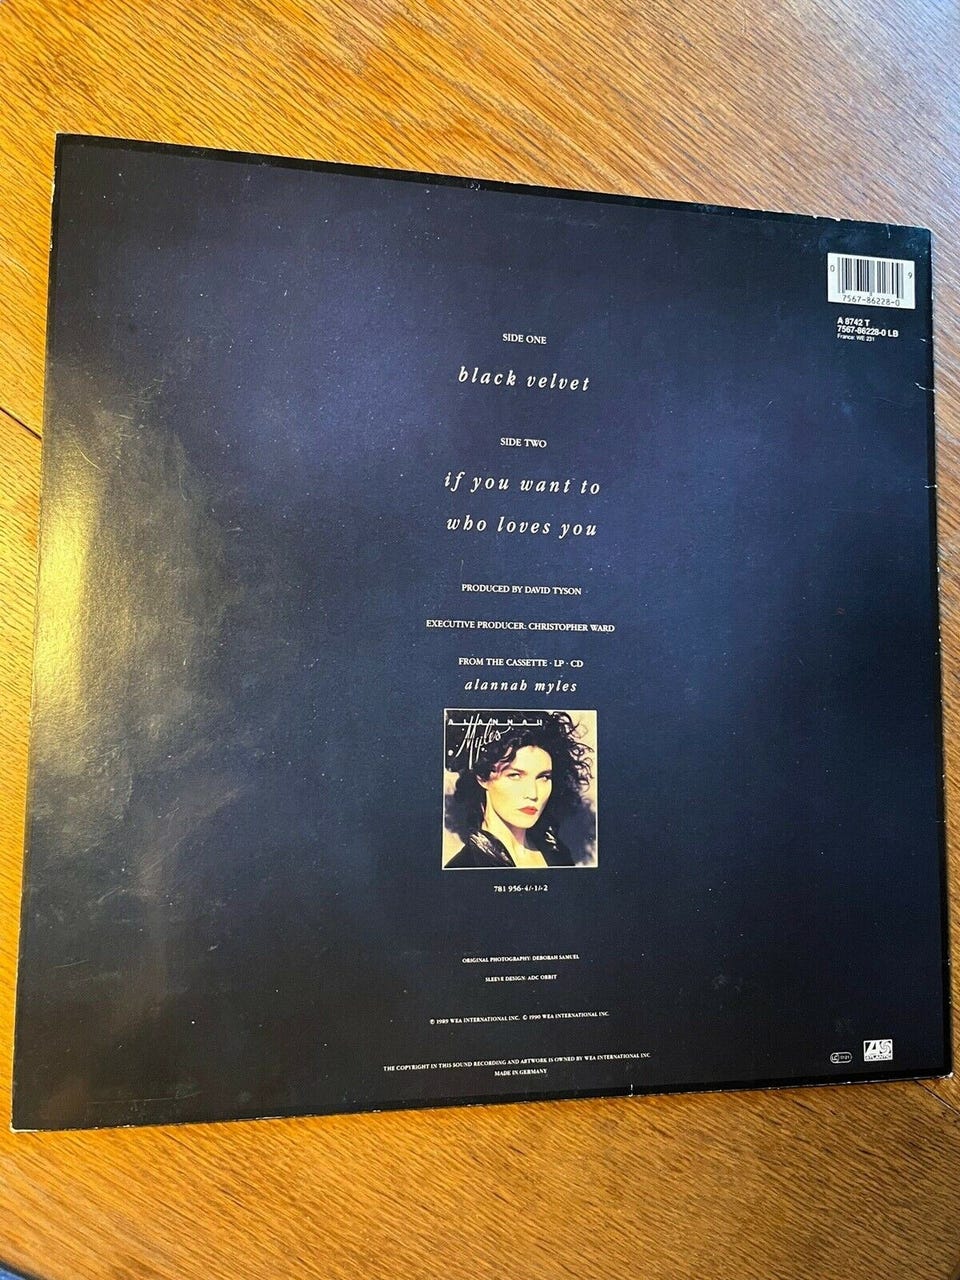 0 9
7567-86228-0
A 8742 T
7567-86228-0 LB
France: WE 231
SIDE ONE
black velvet
SIDE TWO
if you want to
who loves you
PRODUCED BY DAVID TYSON
EXECUTIVE PRODUCER: CHRISTOPHER WARD
FROM THE CASSETTE · LP · CD
alannah myles
ALANNAH
Myles
781 956-4/-1/-2
ORIGINAL PHOTOGRAPHY: DEBORAH SAMUEL
SLEEVE DESIGN: ADC ORBIT
℗ 1989 WEA INTERNATIONAL INC. © 1990 WEA INTERNATIONAL INC.
THE COPYRIGHT IN THIS SOUND RECORDING AND ARTWORK IS OWNED BY WEA INTERNATIONAL INC.
MADE IN GERMANY
LC
ATLANTIC